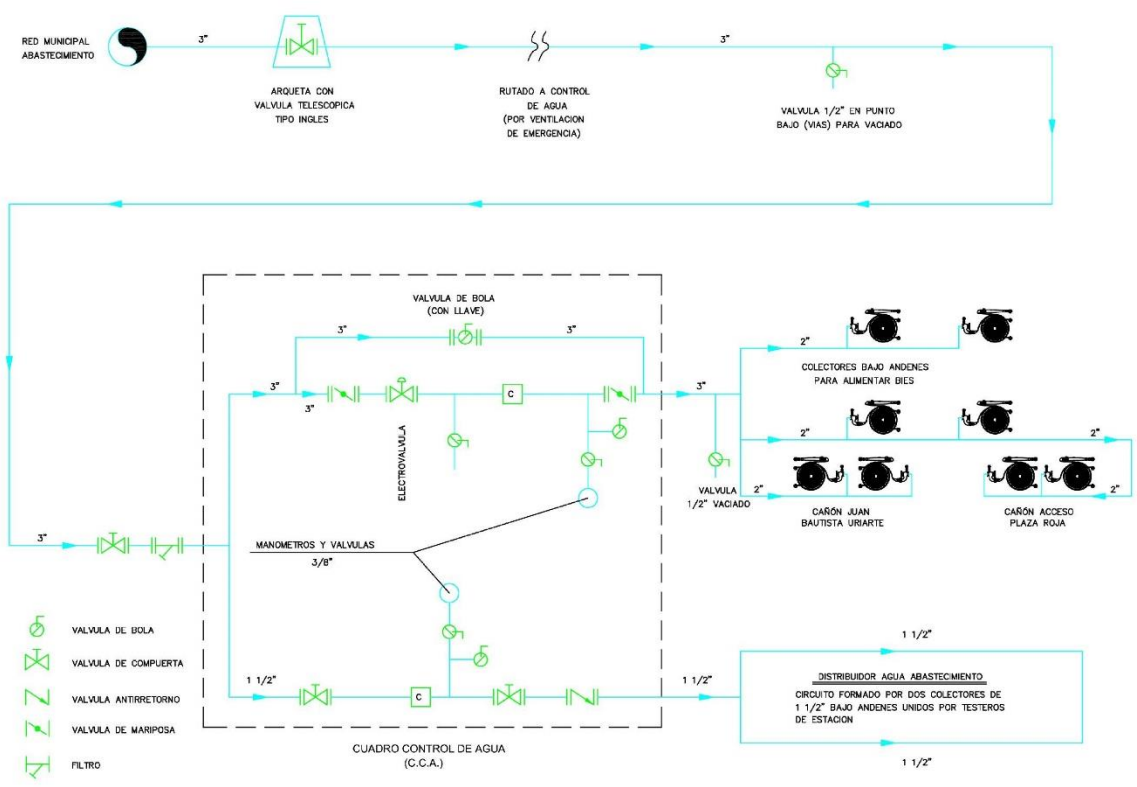 RED MUNICIPAL
ABASTECIMIENTO
3"
ARQUETA CON
VALVULA TELESCOPICA
TIPO INGLES
RUTADO A CONTROL
DE AGUA
(POR VENTILACION
DE EMERGENCIA)
3"
VALVULA 1/2" EN PUNTO
BAJO (VIAS) PARA VACIADO
VALVULA DE BOLA
(CON LLAVE)
3"
3"
3"
3"
C
ELECTROVALVULA
3"
VALVULA
1/2" VACIADO
2"
COLECTORES BAJO ANDENES
PARA ALIMENTAR BIES
2"
2"
2"
2"
CAÑÓN JUAN
BAUTISTA URIARTE
CAÑÓN ACCESO
PLAZA ROJA
3"
MANOMETROS Y VALVULAS
3/8"
1 1/2"
C
1 1/2"
1 1/2"
DISTRIBUIDOR AGUA ABASTECIMIENTO
CIRCUITO FORMADO POR DOS COLECTORES DE
1 1/2" BAJO ANDENES UNIDOS POR TESTEROS
DE ESTACION
1 1/2"
CUADRO CONTROL DE AGUA
(C.C.A.)
VALVULA DE BOLA
VALVULA DE COMPUERTA
VALVULA ANTIRRETORNO
VALVULA DE MARIPOSA
FILTRO